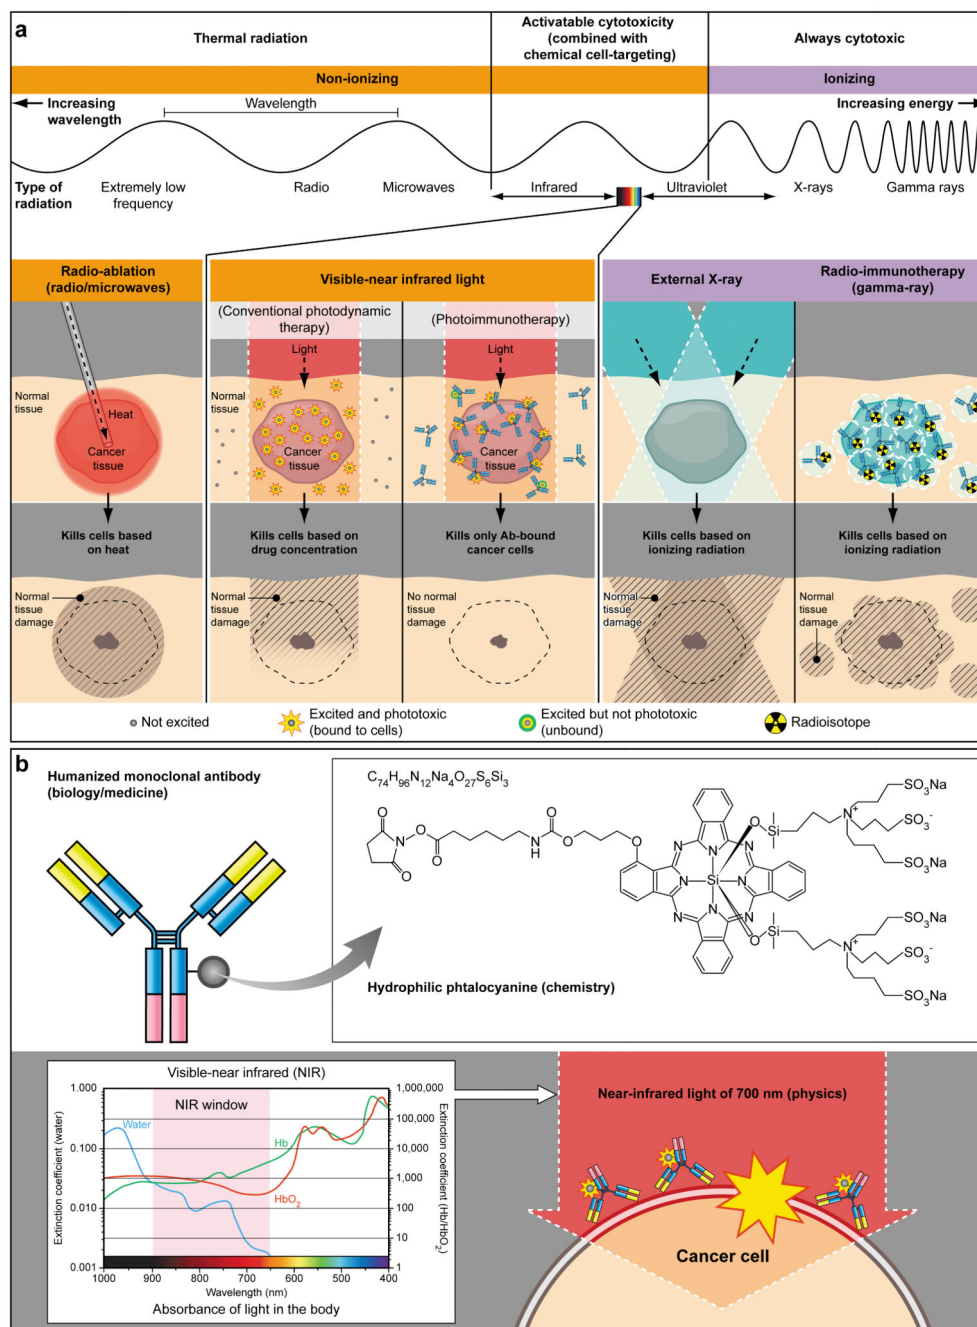 a
Thermal radiation
Activatable cytotoxicity
(combined with
chemical cell-targeting)
Always cytotoxic
Non-ionizing
Ionizing
Increasing
wavelength
Wavelength
Increasing energy
Type of
radiation
Extremely low
frequency
Radio
Microwaves
Infrared
Ultraviolet
X-rays
Gamma rays
Radio-ablation
(radio/microwaves)
Visible-near infrared light
External X-ray
Radio-immunotherapy
(gamma-ray)
(Conventional photodynamic
therapy)
(Photoimmunotherapy)
Light
Light
Normal
tissue
Heat
Cancer
tissue
Normal
tissue
Cancer
tissue
Cancer
tissue
Normal
tissue
Kills cells based
on heat
Kills cells based on
drug concentration
Kills only Ab-bound
cancer cells
Kills cells based on
ionizing radiation
Kills cells based on
ionizing radiation
Normal
tissue
damage
Normal
tissue
damage
No normal
tissue
damage
Normal
tissue
damage
Normal
tissue
damage
Not excited
Excited and phototoxic
(bound to cells)
Excited but not phototoxic
(unbound)
Radioisotope
b
Humanized monoclonal antibody
(biology/medicine)
C74H96N12Na4O27S6Si3
SO3Na
SO3-
SO3Na
SO3Na
SO3-
SO3Na
Hydrophilic phtalocyanine (chemistry)
Visible-near infrared (NIR)
NIR window
Water
Hb
HbO2
Extinction coefficient (water)
1.000
0.100
0.010
0.001
1,000,000
100,000
10,000
1,000
100
10
1
Extinction coefficient (Hb/HbO2)
1000 900 800 700 600 500 400
Wavelength (nm)
Absorbance of light in the body
Near-infrared light of 700 nm (physics)
Cancer cell